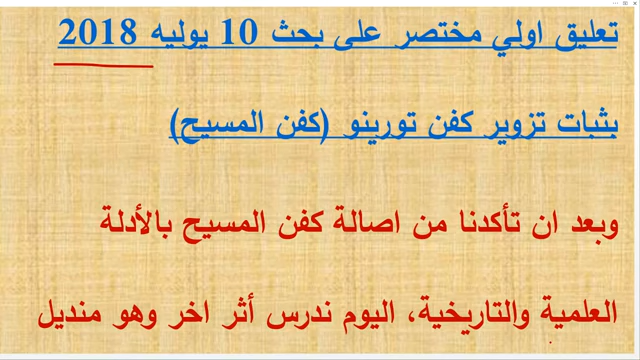 تعليق اولي مختصر على بحث 10 يوليه 2018
بثبات تزوير كفن تورينو (كفن المسيح)
وبعد ان تأكدنا من اصالة كفن المسيح بالأدلة
العلمية والتاريخية، اليوم ندرس أثر اخر وهو منديل